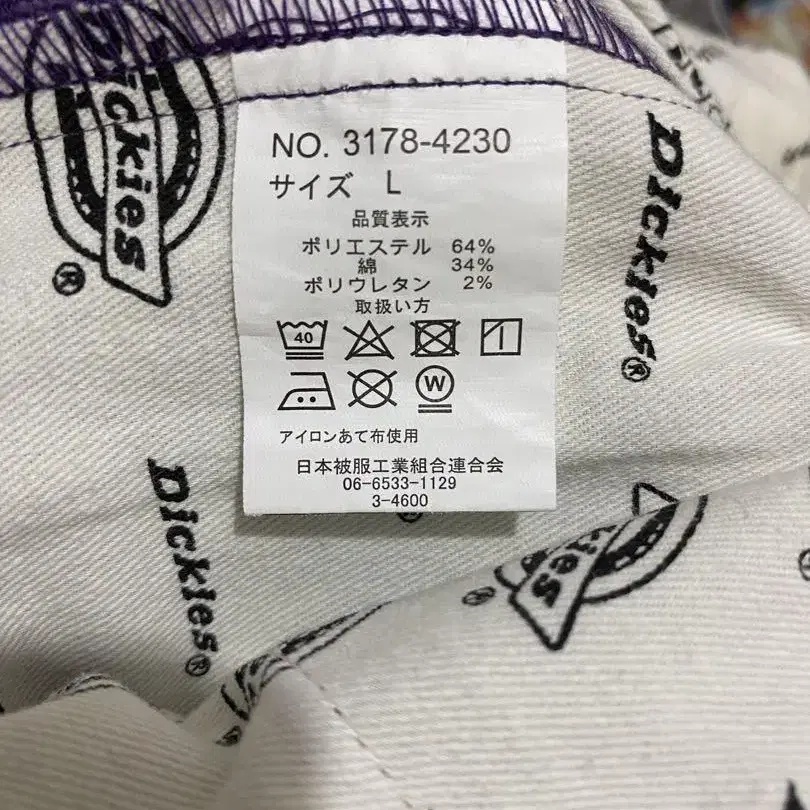 Dickies
®
NO. 3178-4230
サイズ L
品質表示
ポリエステル 64%
綿 34%
ポリウレタン 2%
取扱い方
40
W
アイロンあて布使用
日本被服工業組合連合会
06-6533-1129
3-4600
Dickies®
Dickies®
Dickies
®